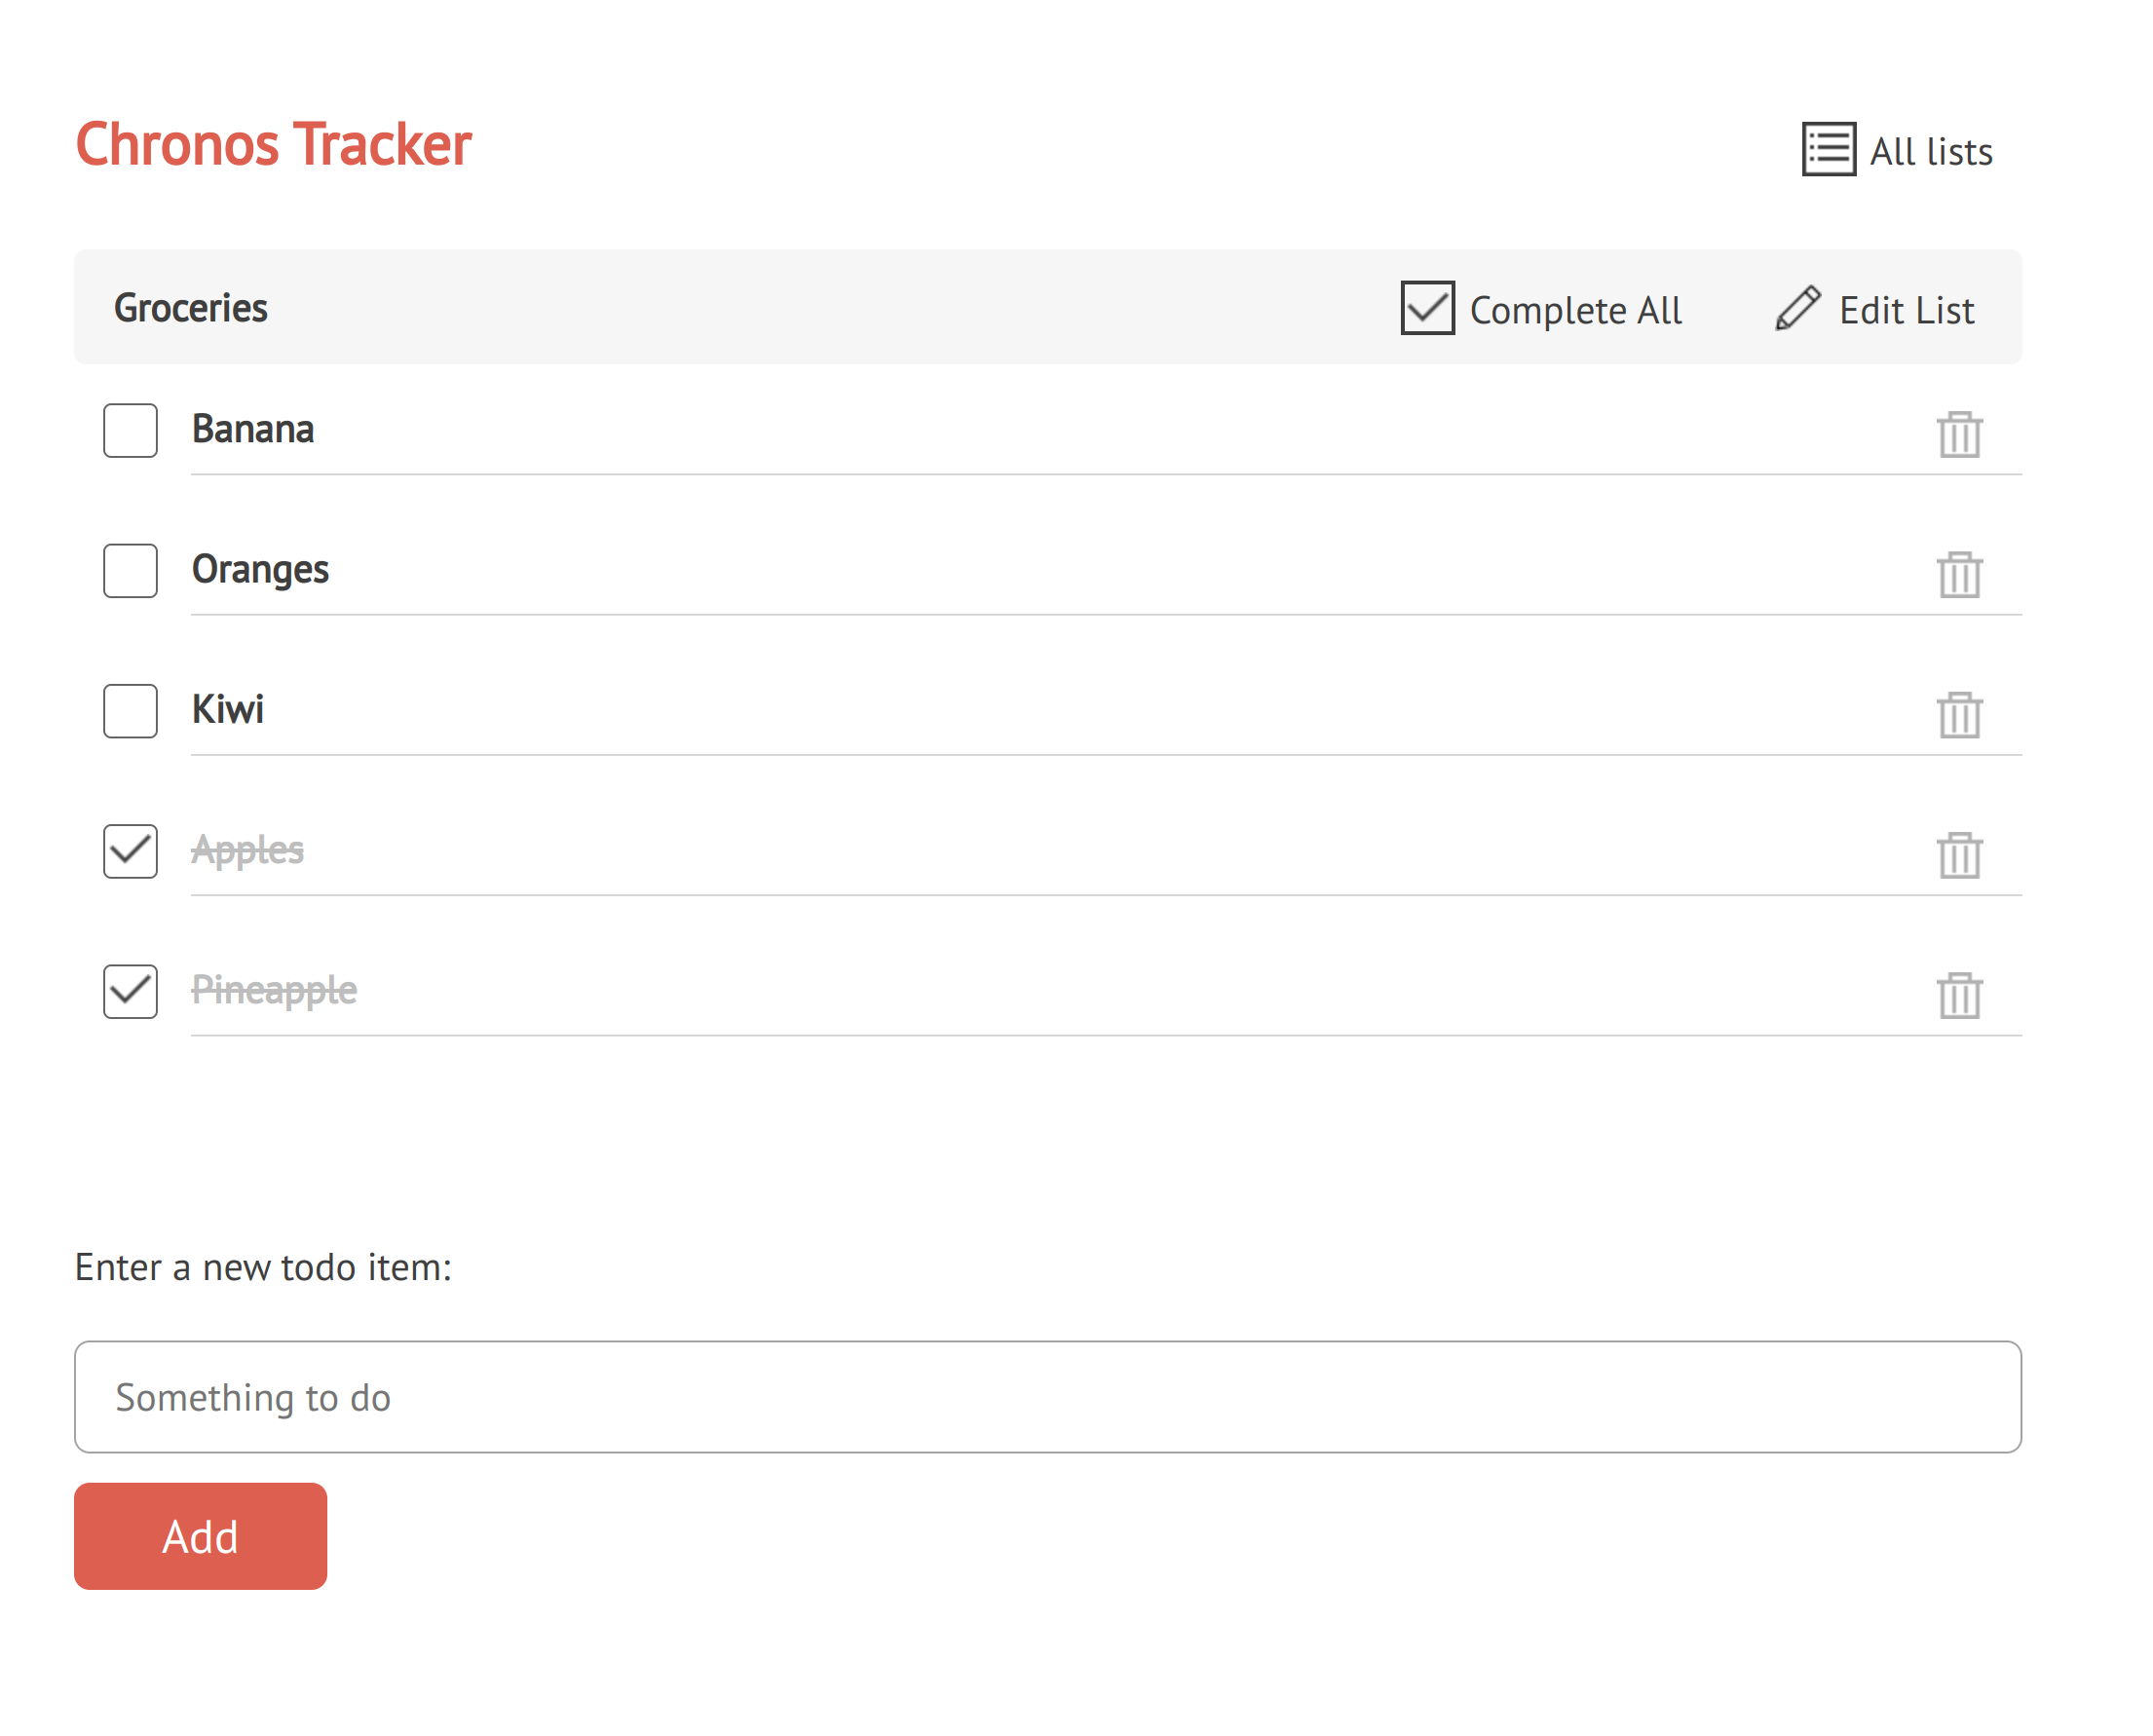 Chronos Tracker
All lists
Groceries
Complete All
Edit List
Banana
Oranges
Kiwi
Apples
Pineapple
Enter a new todo item:
Something to do
Add